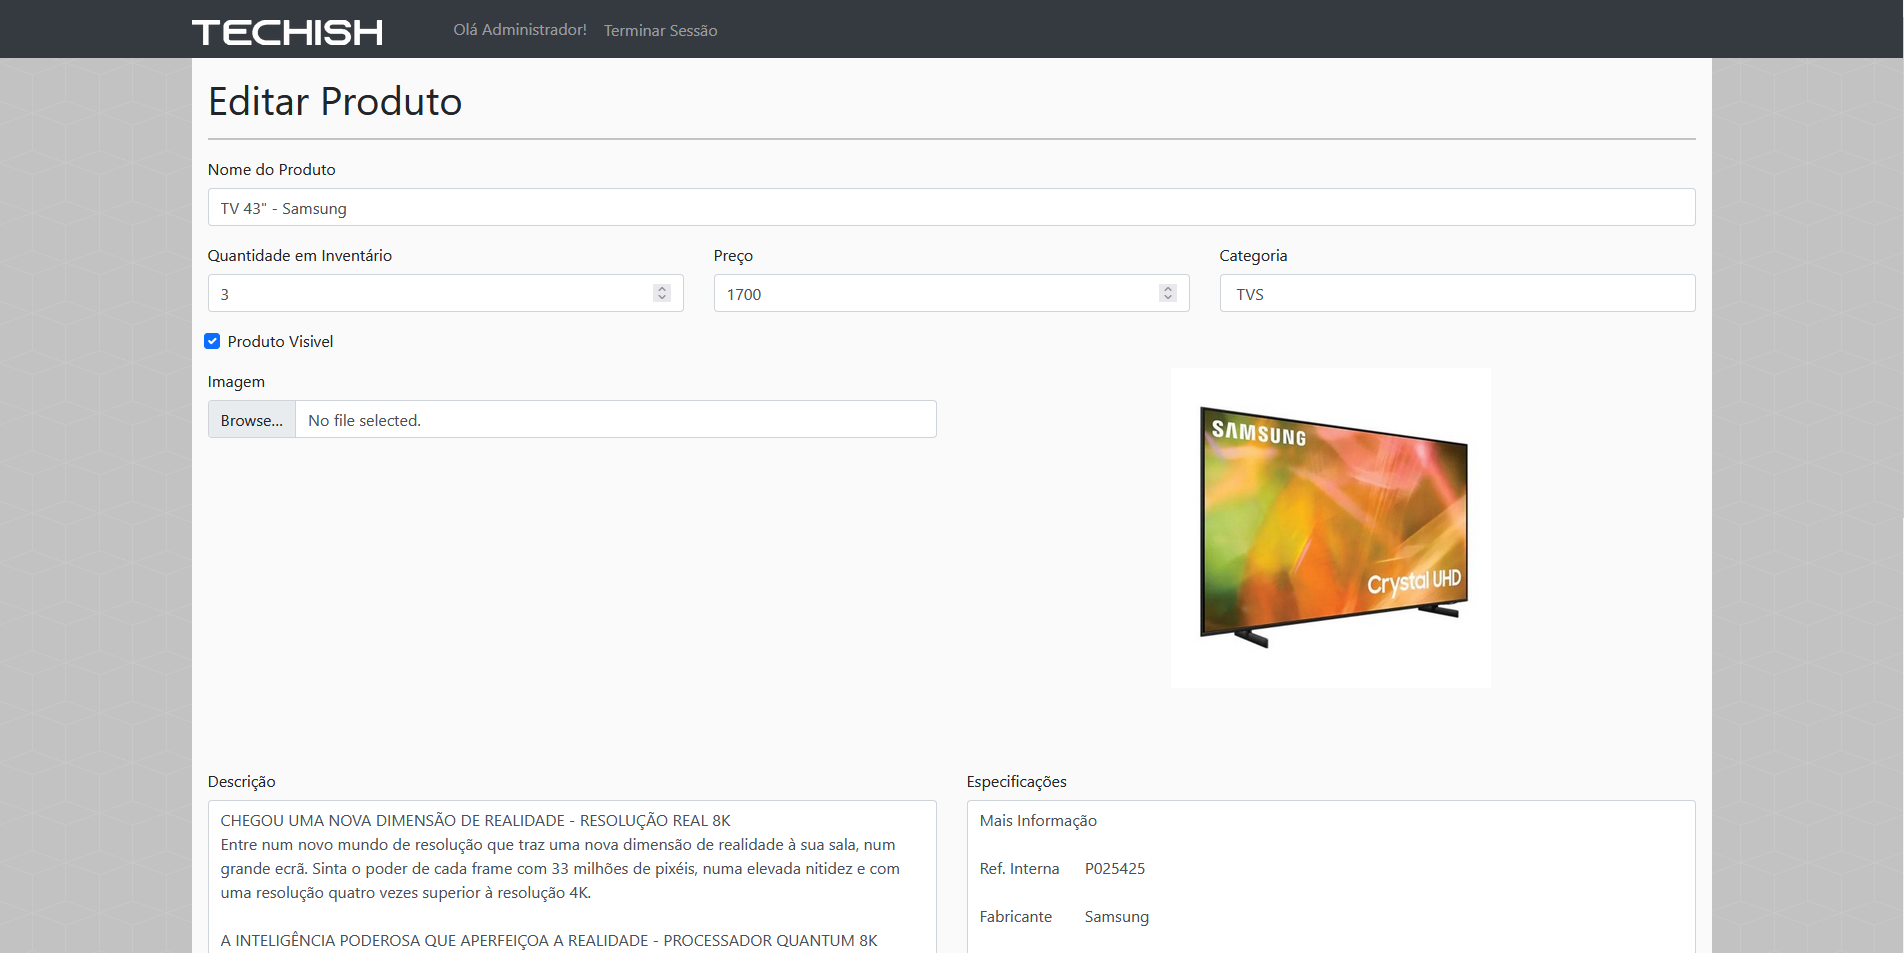 TECHISH
Olá Administrador!
Terminar Sessão
Editar Produto
Nome do Produto
TV 43" - Samsung
Quantidade em Inventário
Preço
Categoria
3
1700
TVS
Produto Visivel
Imagem
Browse...
No file selected.
SAMSUNG
Crystal UHD
Descrição
CHEGOU UMA NOVA DIMENSÃO DE REALIDADE - RESOLUÇÃO REAL 8K
Entre num novo mundo de resolução que traz uma nova dimensão de realidade à sua sala, num
grande ecrã. Sinta o poder de cada frame com 33 milhões de pixéis, numa elevada nitidez e com
uma resolução quatro vezes superior à resolução 4K.
A INTELIGÊNCIA PODEROSA QUE APERFEIÇOA A REALIDADE - PROCESSADOR QUANTUM 8K
Especificações
Mais Informação
Ref. Interna P025425
Fabricante Samsung